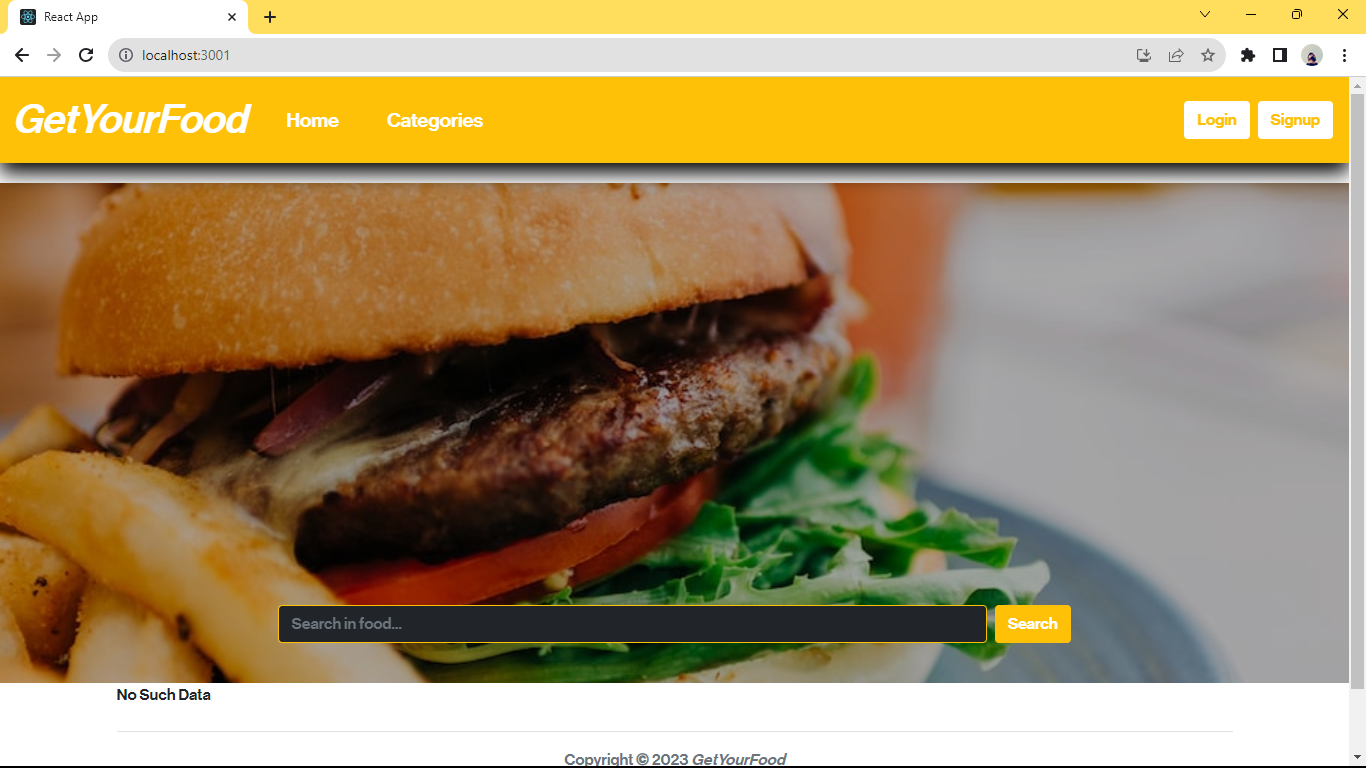 React App
localhost:3001
GetYourFood Home Categories Login Signup
Search in food... Search
No Such Data
Copyright © 2023 GetYourFood